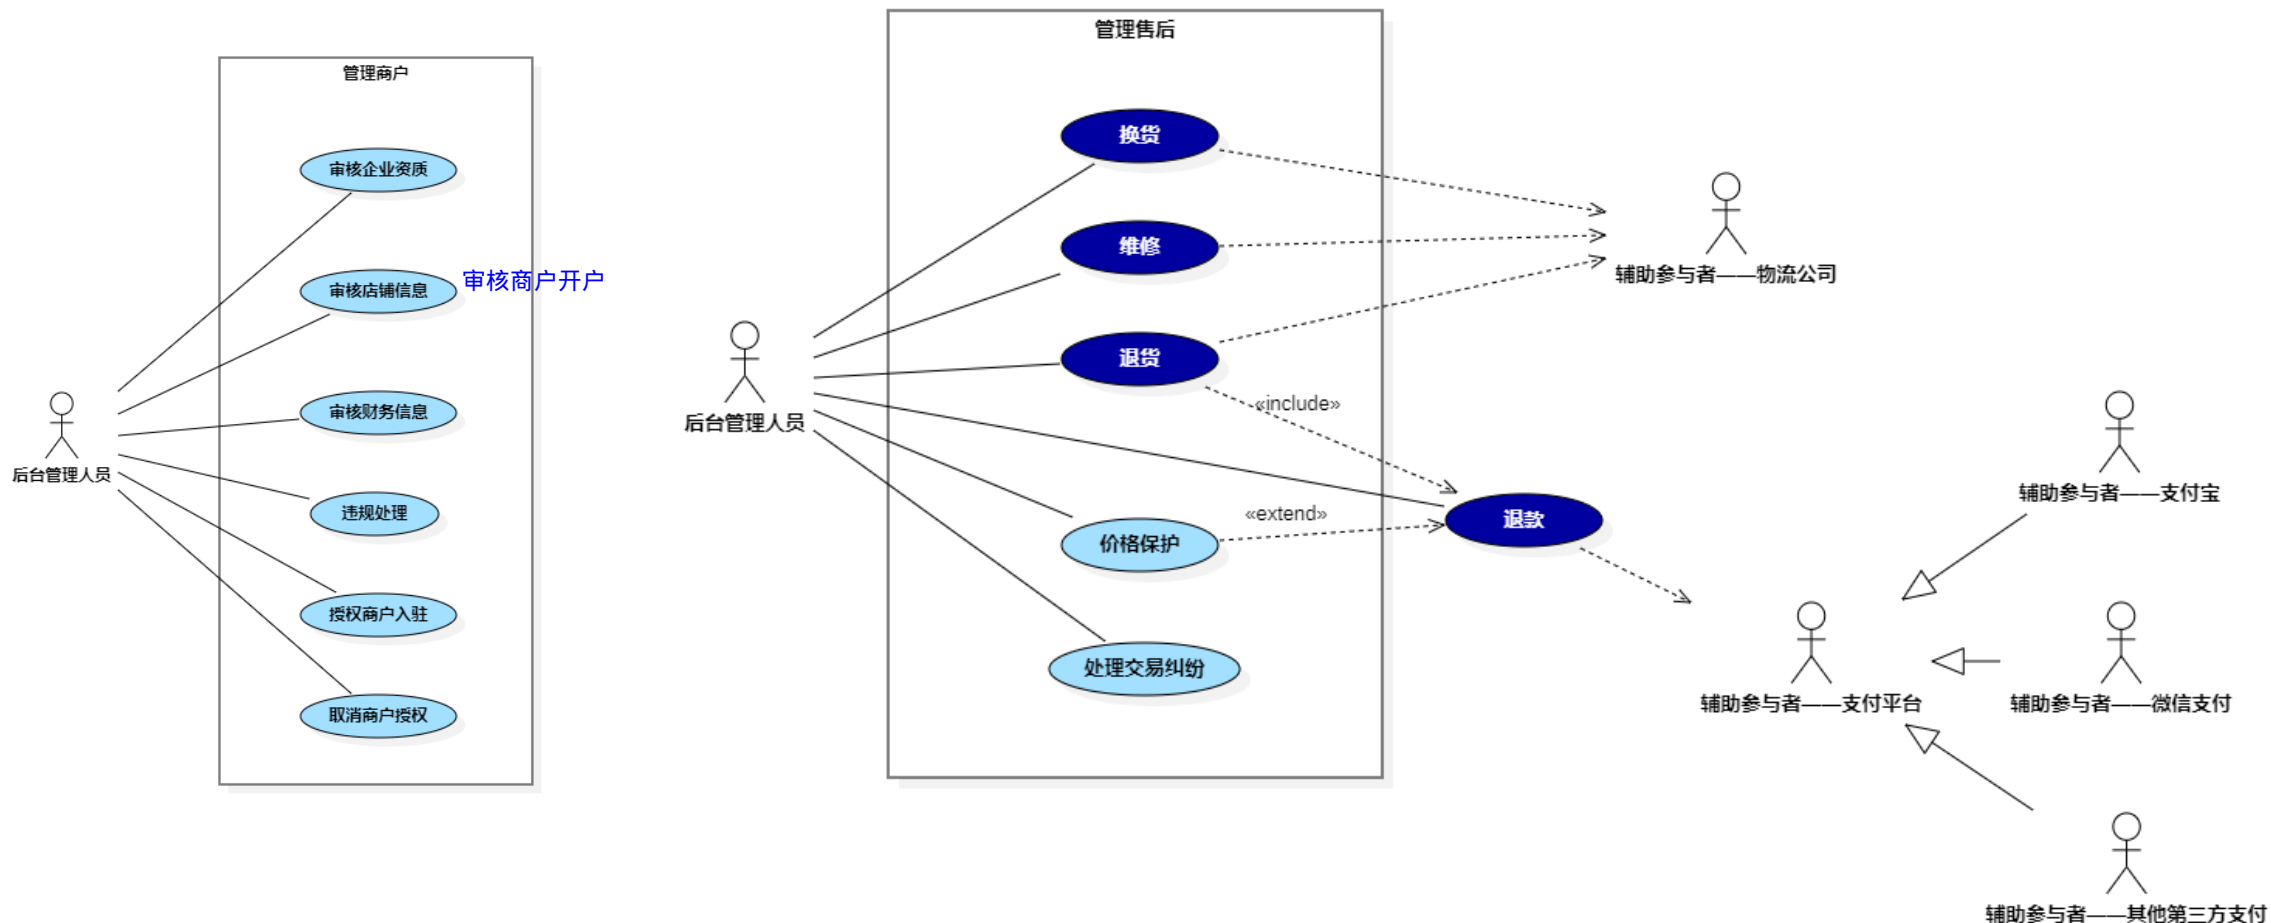 管理商户
审核企业资质
审核店铺信息
审核商户开户
审核财务信息
后台管理人员
违规处理
授权商户入驻
取消商户授权
管理售后
换货
维修
退货
后台管理人员
«include»
«extend»
退款
价格保护
处理交易纠纷
辅助参与者——物流公司
辅助参与者——支付宝
辅助参与者——支付平台
辅助参与者——微信支付
辅助参与者——其他第三方支付